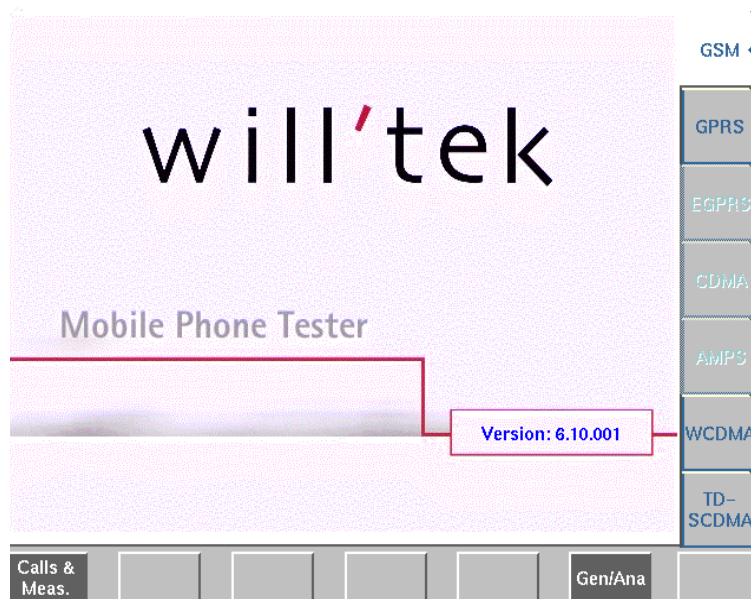 will'tek
Mobile Phone Tester
Version: 6.10.001
GSM
GPRS
EGPRS
CDMA
AMPS
WCDMA
TD-
SCDMA
Calls &
Meas.
Gen/Ana